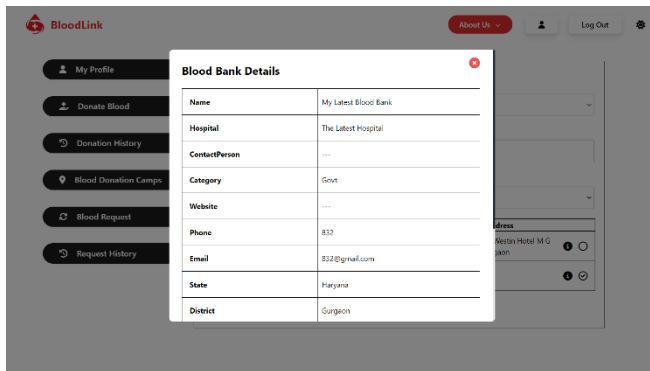 BloodLink
About Us
Log Out
My Profile
Donate Blood
Donation History
Blood Donation Camps
Blood Request
Request History
Blood Bank Details
Name My Latest Blood Bank
Hospital The Latest Hospital
ContactPerson ---
Category Govt
Website ---
Phone 832
Email 832@gmail.com
State Haryana
District Gurgaon
Westin Hotel M G